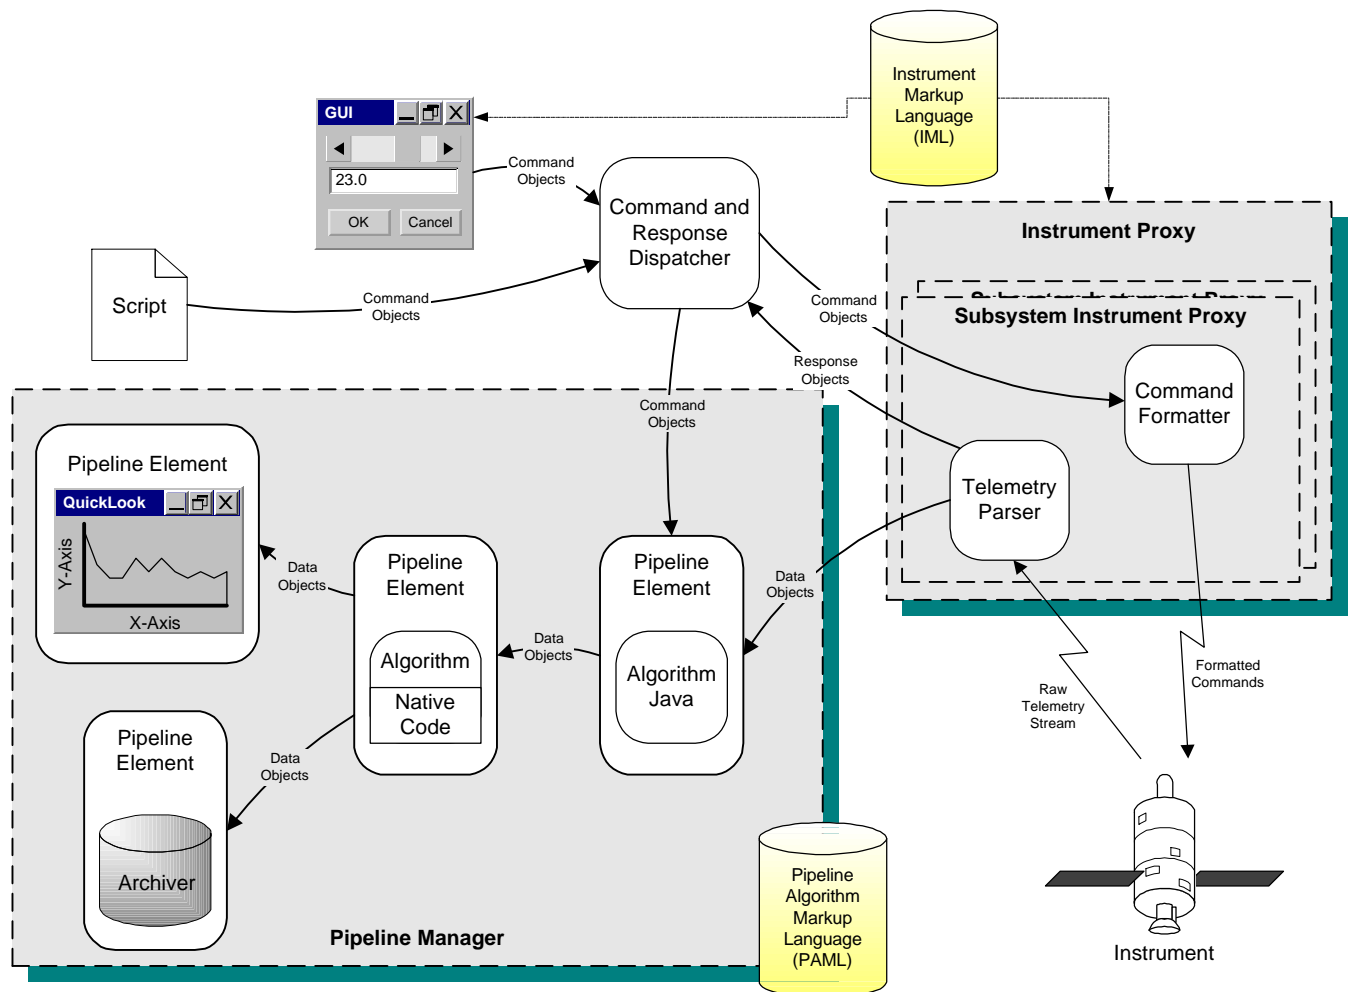 Instrument
Markup
Language
(IML)
GUI
23.0
OK
Cancel
Command
Objects
Command and
Response
Dispatcher
Instrument Proxy
Script
Command
Objects
Command
Objects
Subsystem Instrument Proxy
Response
Objects
Command
Formatter
Command
Objects
Pipeline Element
QuickLook
Y-Axis
X-Axis
Telemetry
Parser
Data
Objects
Pipeline
Element
Algorithm
Native
Code
Data
Objects
Pipeline
Element
Algorithm
Java
Data
Objects
Formatted
Commands
Raw
Telemetry
Stream
Pipeline
Element
Archiver
Data
Objects
Pipeline Manager
Pipeline
Algorithm
Markup
Language
(PAML)
Instrument